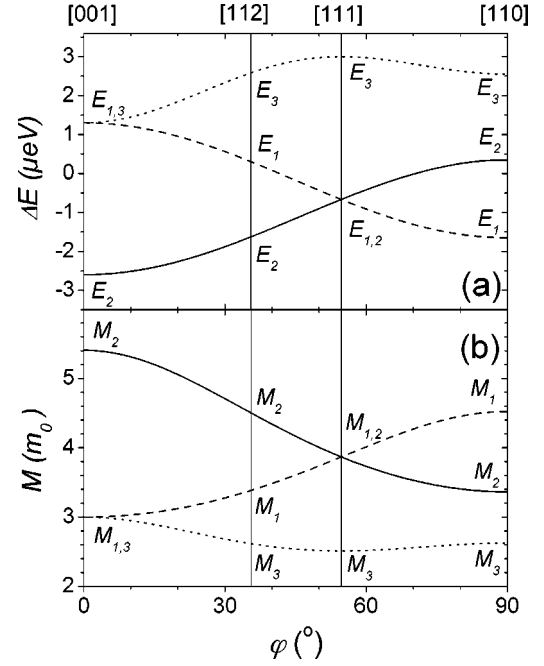 [001] [112] [111] [110]
3
2
1
0
-1
-2
-3
ΔE (μeV)
E1,3
E3
E3
E3
E1
E2
E2
E1,2
E1
E2
(a)
(b)
5
4
3
2
M (m0)
M2
M2
M1,2
M1
M1
M2
M1,3
M3
M3
M3
0 30 60 90
φ (°)